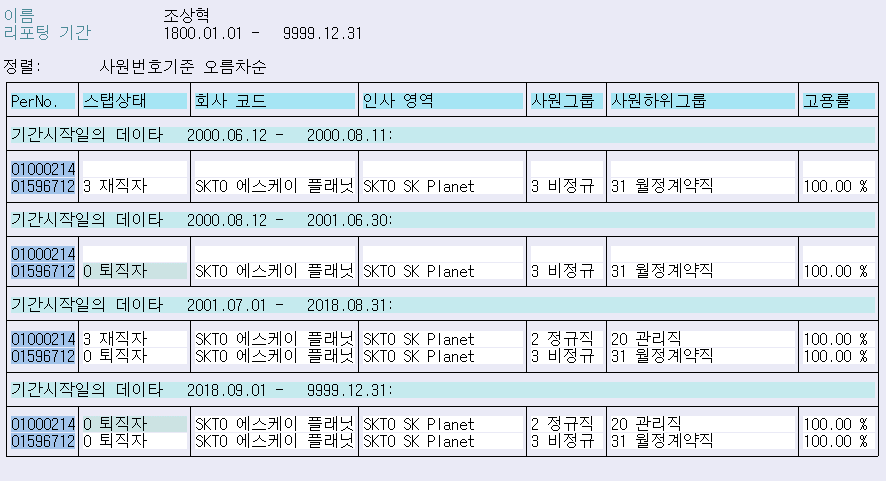 이름 조상혁
리포팅 기간 1800.01.01 - 9999.12.31
정렬: 사원번호기준 오름차순
PerNo. 스탭상태 회사 코드 인사 영역 사원그룹 사원하위그룹 고용률
기간시작일의 데이타 2000.06.12 - 2000.08.11:
01000214
01596712 3 재직자 SKT0 에스케이 플래닛 SKT0 SK Planet 3 비정규 31 월정계약직 100.00 %
기간시작일의 데이타 2000.08.12 - 2001.06.30:
01000214
01596712 0 퇴직자 SKT0 에스케이 플래닛 SKT0 SK Planet 3 비정규 31 월정계약직 100.00 %
기간시작일의 데이타 2001.07.01 - 2018.08.31:
01000214 3 재직자 SKT0 에스케이 플래닛 SKT0 SK Planet 2 정규직 20 관리직 100.00 %
01596712 0 퇴직자 SKT0 에스케이 플래닛 SKT0 SK Planet 3 비정규 31 월정계약직 100.00 %
기간시작일의 데이타 2018.09.01 - 9999.12.31:
01000214 0 퇴직자 SKT0 에스케이 플래닛 SKT0 SK Planet 2 정규직 20 관리직 100.00 %
01596712 0 퇴직자 SKT0 에스케이 플래닛 SKT0 SK Planet 3 비정규 31 월정계약직 100.00 %